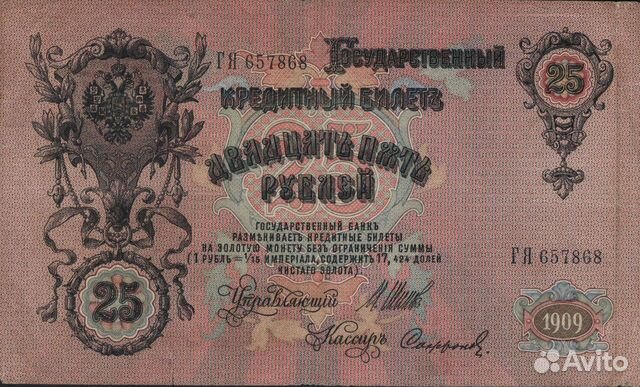 ГЯ 657868
Государственный
25
Кредитный билетъ
Двадцать пять
рублей
ГОСУДАРСТВЕННЫЙ БАНКЪ
РАЗМѢНИВАЕТЪ КРЕДИТНЫЕ БИЛЕТЫ
НА ЗОЛОТУЮ МОНЕТУ БЕЗЪ ОГРАНИЧЕНІЯ СУММЫ
(1 РУБЛЬ = 1/15 ИМПЕРІАЛА, СОДЕРЖИТЪ 17,424 ДОЛЕЙ
ЧИСТАГО ЗОЛОТА)
ГЯ 657868
25
Управляющій
Кассиръ
1909
Avito